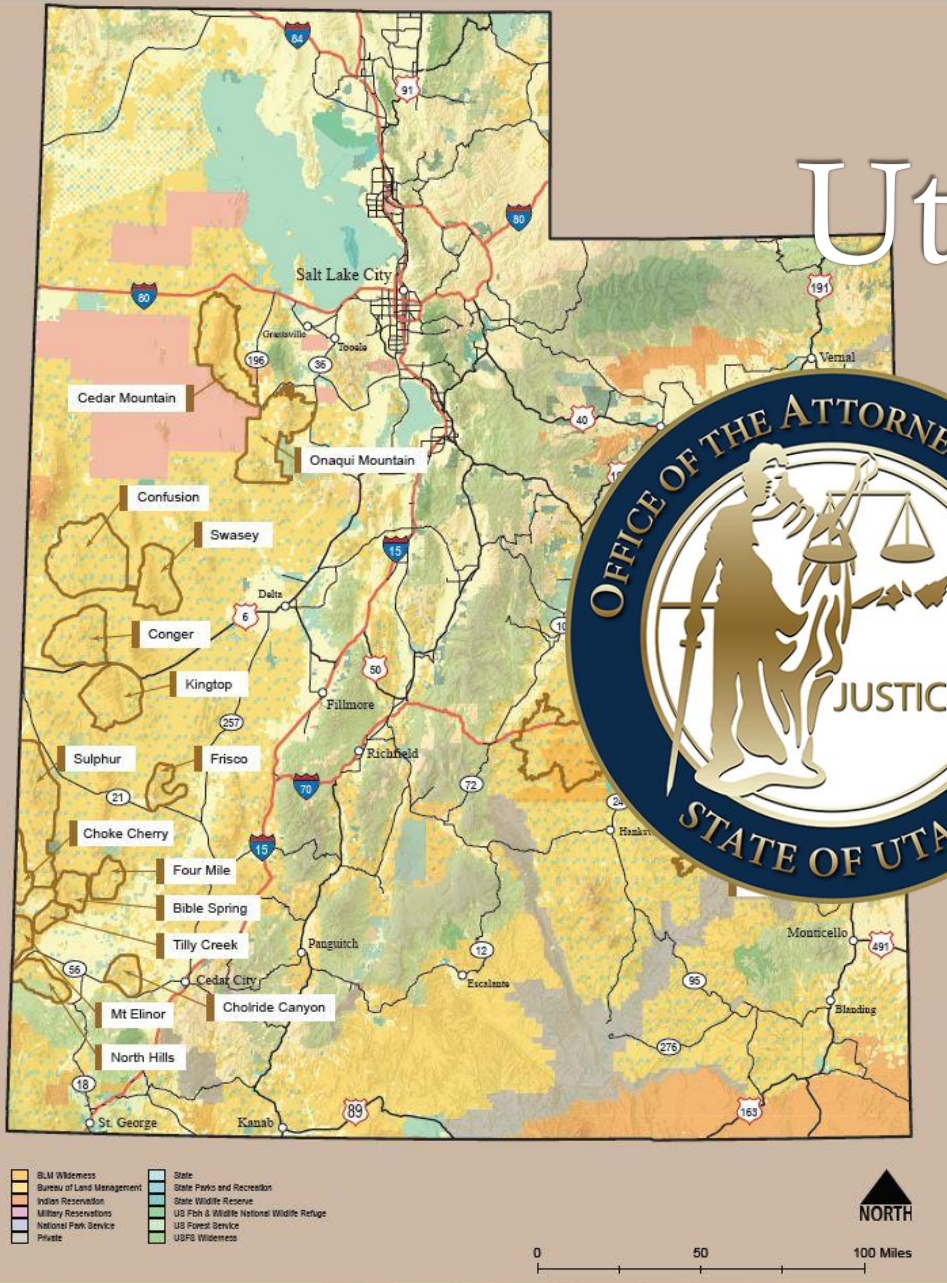 84
91
Ut
80
Salt Lake City
191
80
Grantsville
Tooele
196
36
Vernal
Cedar Mountain
40
OFFICE OF THE ATTORNE
Onaqui Mountain
Confusion
Swasey
15
Delta
6
Conger
50
Kingtop
JUSTIC
Fillmore
257
Richfield
Sulphur
Frisco
70
72
21
24
Choke Cherry
15
STATE OF UTA
Four Mile
Bible Spring
Tilly Creek
Panguitch
Monticello
491
12
56
Cedar City
Escalante
95
Mt Elinor
Cholride Canyon
Blanding
North Hills
276
18
89
163
St. George
Kanab
BLM Wilderness
Bureau of Land Management
Indian Reservation
Military Reservations
National Park Service
Private
State
State Parks and Recreation
State Wildlife Reserve
US Fish & Wildlife National Wildlife Refuge
US Forest Service
USFS Wilderness
NORTH
0 50 100 Miles